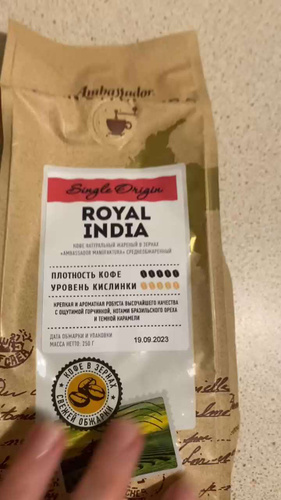 Ambassador
Single Origin
ROYAL
INDIA
КОФЕ НАТУРАЛЬНЫЙ ЖАРЕНЫЙ В ЗЕРНАХ
«AMBASSADOR МАНУФАКТУРА» СРЕДНЕОБЖАРЕННЫЙ
ПЛОТНОСТЬ КОФЕ
УРОВЕНЬ КИСЛИНКИ
КРЕПКАЯ И АРОМАТНАЯ РОБУСТА ВЫСОЧАЙШЕГО КАЧЕСТВА
С ОЩУТИМОЙ ГОРЧИНКОЙ, НОТАМИ БРАЗИЛЬСКОГО ОРЕХА
И ТЕМНОЙ КАРАМЕЛИ
ДАТА ОБЖАРКИ И УПАКОВКИ 19.09.2023
МАССА НЕТТО: 250 Г
КОФЕ В ЗЕРНАХ
СВЕЖЕЙ ОБЖАРКИ